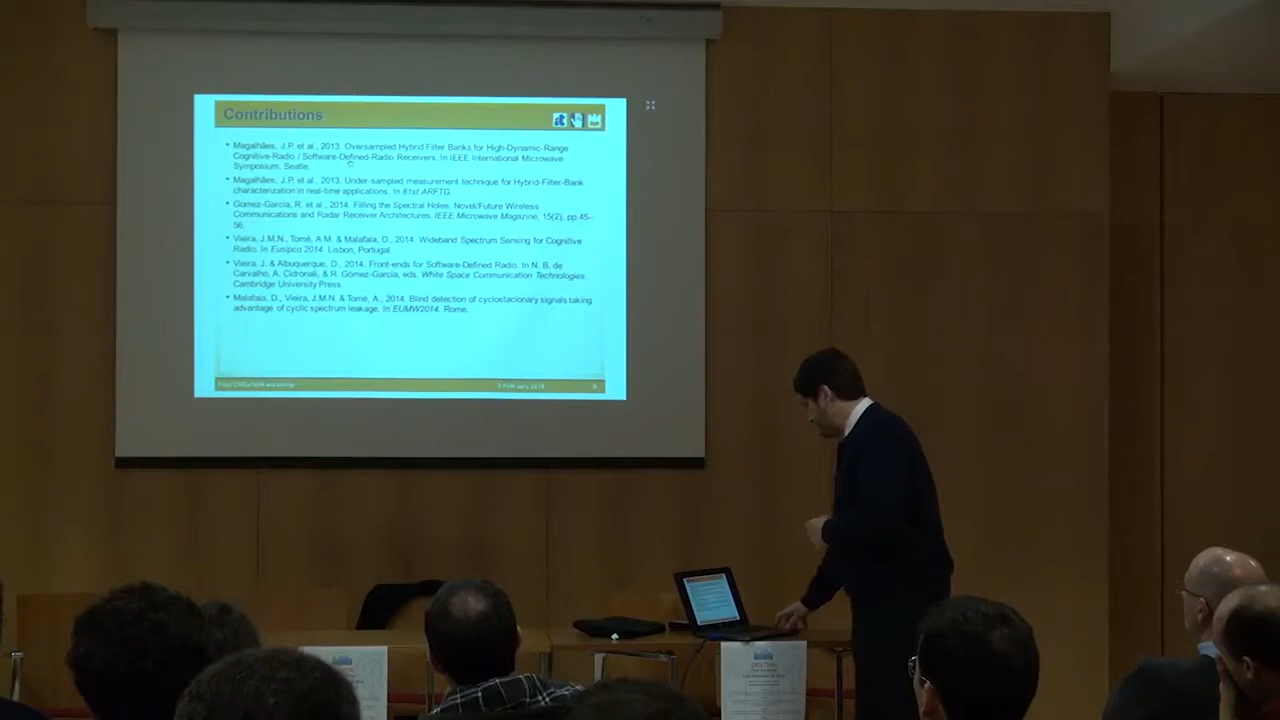 Contributions
• Magalhães, J.P. et al., 2013. Oversampled Hybrid Filter Banks for High-Dynamic-Range
Cognitive-Radio / Software-Defined-Radio Receivers. In IEEE International Microwave
Symposium, Seatle.
• Magalhães, J.P. et al., 2013. Under-sampled measurement technique for Hybrid-Filter-Bank
characterization in real-time applications. In 81st ARFTG.
• Gomez-Garcia, R. et al., 2014. Filling the Spectral Holes: Novel/Future Wireless
Communications and Radar Receiver Architectures. IEEE Microwave Magazine, 15(2), pp.45–
56.
• Vieira, J.M.N., Tomé, A.M. & Malafaia, D., 2014. Wideband Spectrum Sensing for Cognitive
Radio. In Eusipco 2014. Lisbon, Portugal.
• Vieira, J. & Albuquerque, D., 2014. Front-ends for Software-Defined Radio. In N. B. de
Carvalho, A. Cidronali, & R. Gómez-García, eds. White Space Communication Technologies.
Cambridge University Press.
• Malafaia, D., Vieira, J.M.N. & Tomé, A., 2014. Blind detection of cyclostacionary signals taking
advantage of cyclic spectrum leakage. In EUMW2014. Rome.